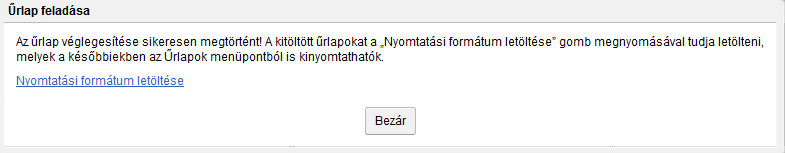 Űrlap feladása
Az űrlap véglegesítése sikeresen megtörtént! A kitöltött űrlapokat a „Nyomtatási formátum letöltése” gomb megnyomásával tudja letölteni,
melyek a későbbiekben az Űrlapok menüpontból is kinyomtathatók.
Nyomtatási formátum letöltése
Bezár